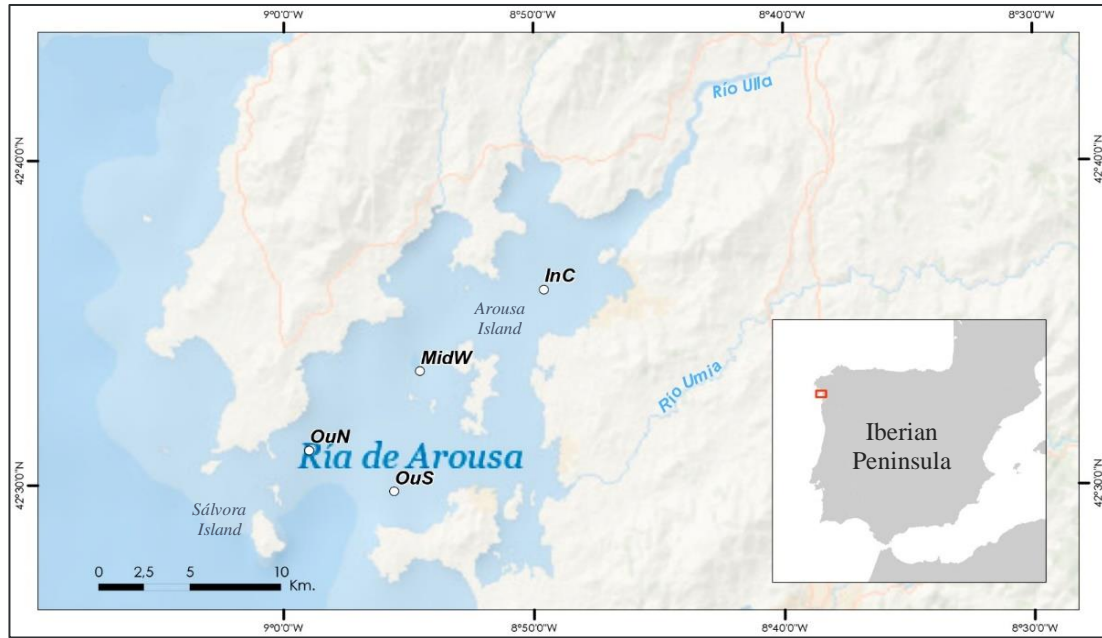 9°0'0"W
8°50'0"W
8°40'0"W
8°30'0"W
Río Ulla
42°40'0"N
42°40'0"N
InC
Arousa
Island
MidW
Río Umia
OuN
Ría de Arousa
OuS
Iberian
Peninsula
42°30'0"N
42°30'0"N
Sálvora
Island
0 2,5 5 10
Km.
9°0'0"W
8°50'0"W
8°40'0"W
8°30'0"W